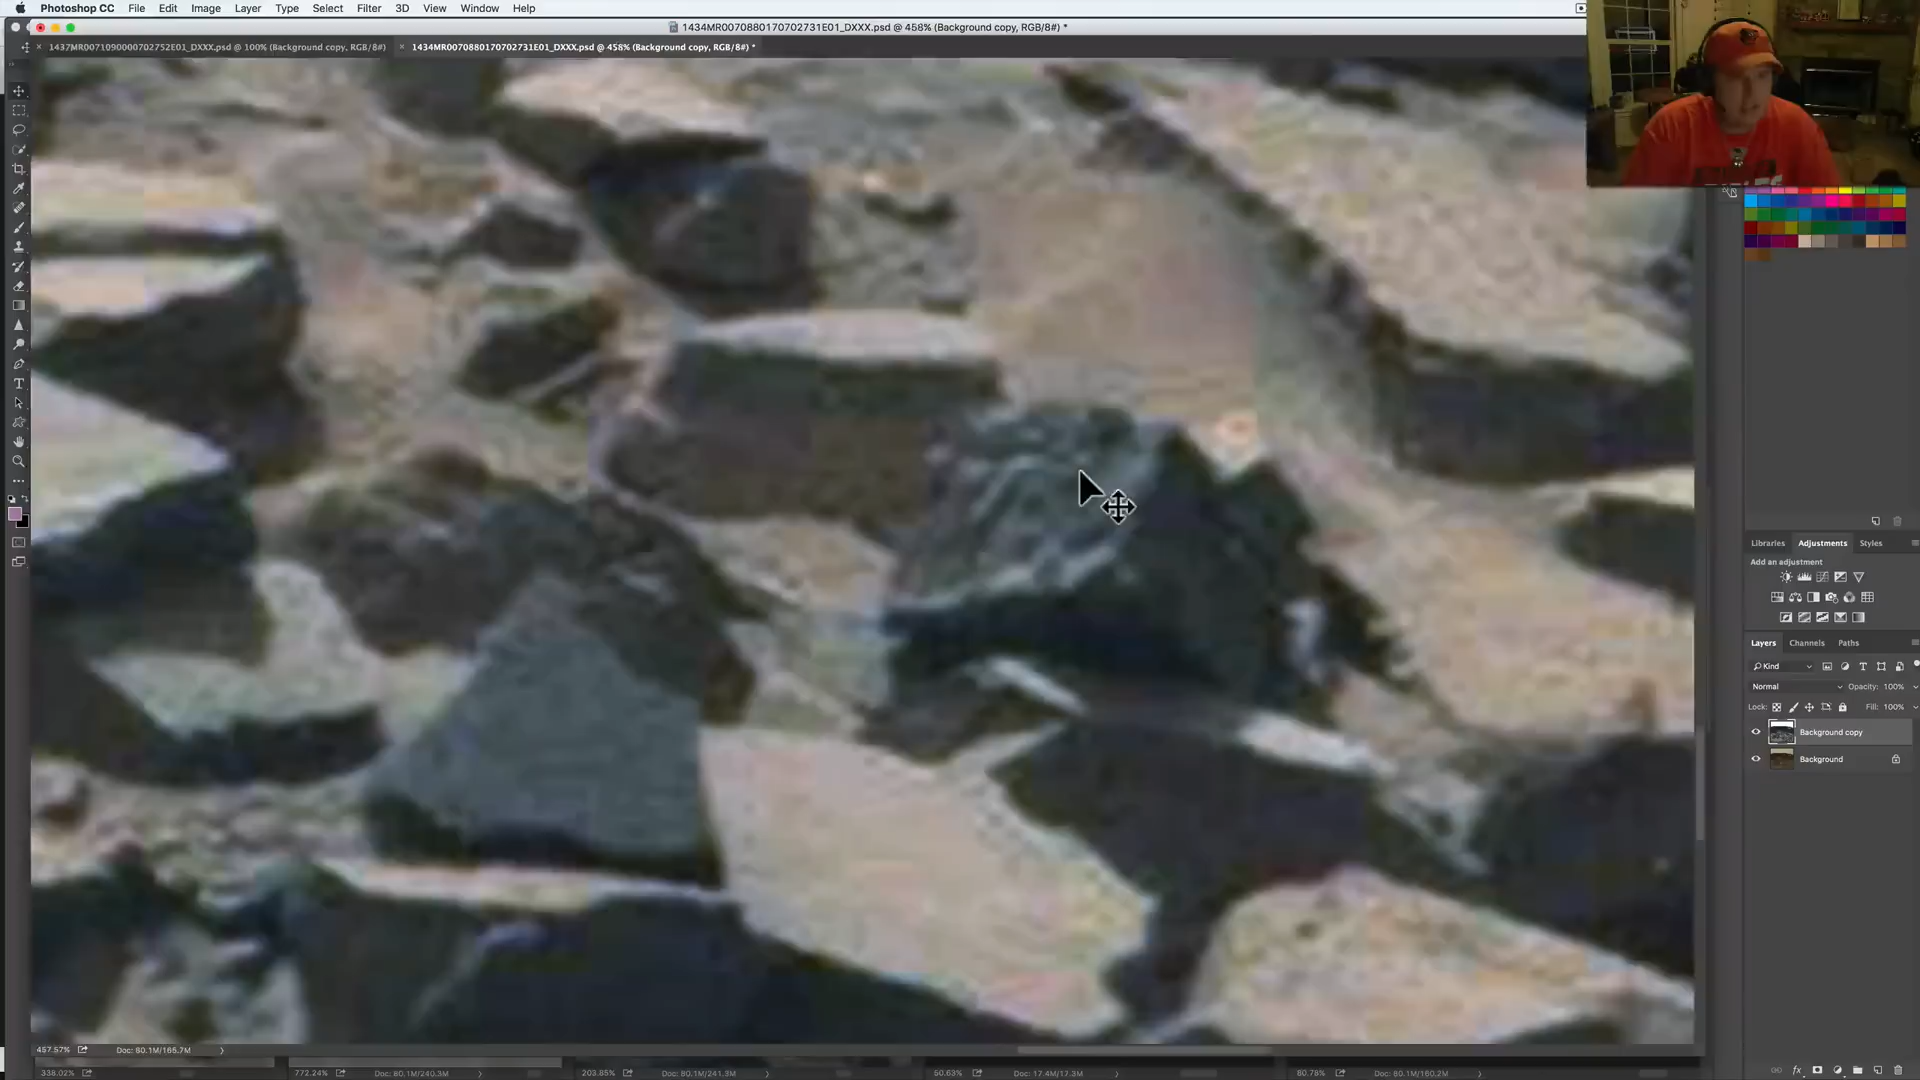 Photoshop CC File Edit Image Layer Type Select Filter 3D View Window Help
1434MR0070880170702731E01_DXXX.psd @ 458% (Background copy, RGB/8#) *
1437MR0071090000702752E01_DXXX.psd @ 100% (Background copy, RGB/8#) 1434MR0070880170702731E01_DXXX.psd @ 458% (Background copy, RGB/8#) *
Libraries Adjustments Styles
Add an adjustment
Layers Channels Paths
Kind
Normal Opacity: 100%
Lock: Fill: 100%
Background copy
Background
457.57% Doc: 80.1M/165.7M
338.02% 772.24% Doc: 80.1M/240.3M 203.85% Doc: 80.1M/241.3M 50.63% Doc: 17.4M/17.3M 80.78% Doc: 80.1M/160.2M